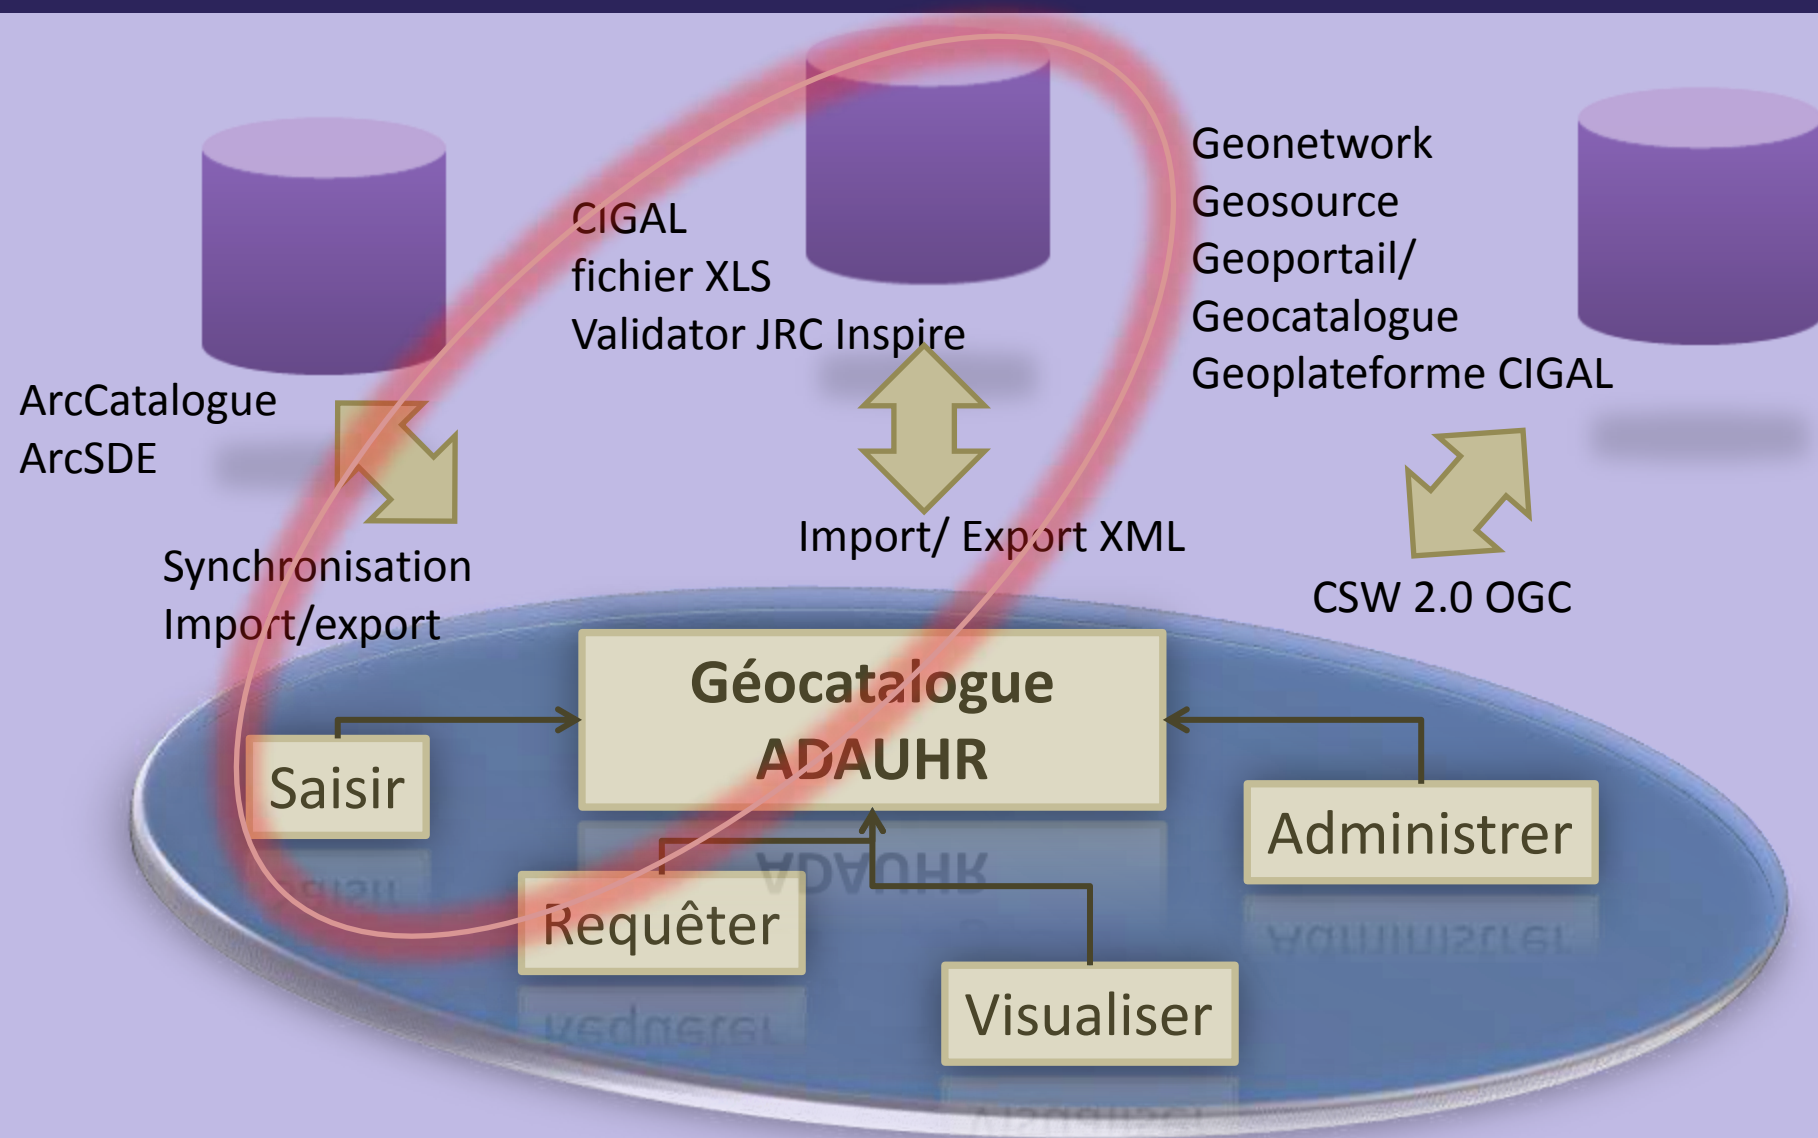 Geonetwork
Geosource
Geoportail/
Geocatalogue
Geoplateforme CIGAL
CIGAL
fichier XLS
Validator JRC Inspire
ArcCatalogue
ArcSDE
Import/ Export XML
Synchronisation
Import/export
CSW 2.0 OGC
Géocatalogue
ADAUHR
Saisir
Administrer
Requêter
Visualiser